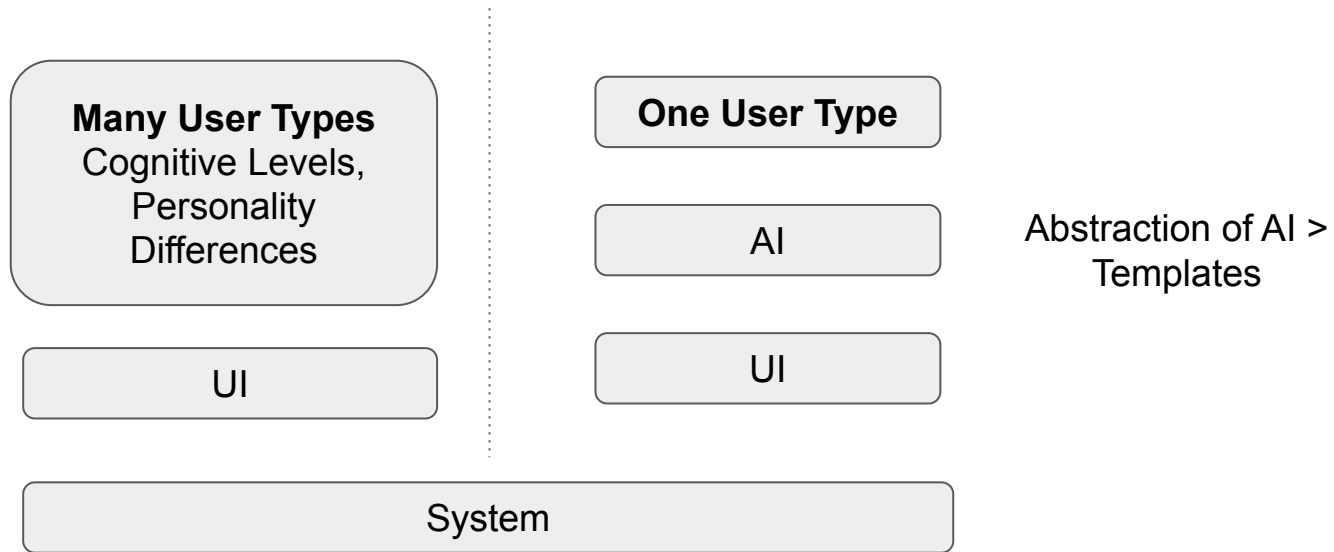 Many User Types
Cognitive Levels,
Personality
Differences
UI
One User Type
AI
UI
Abstraction of AI >
Templates
System